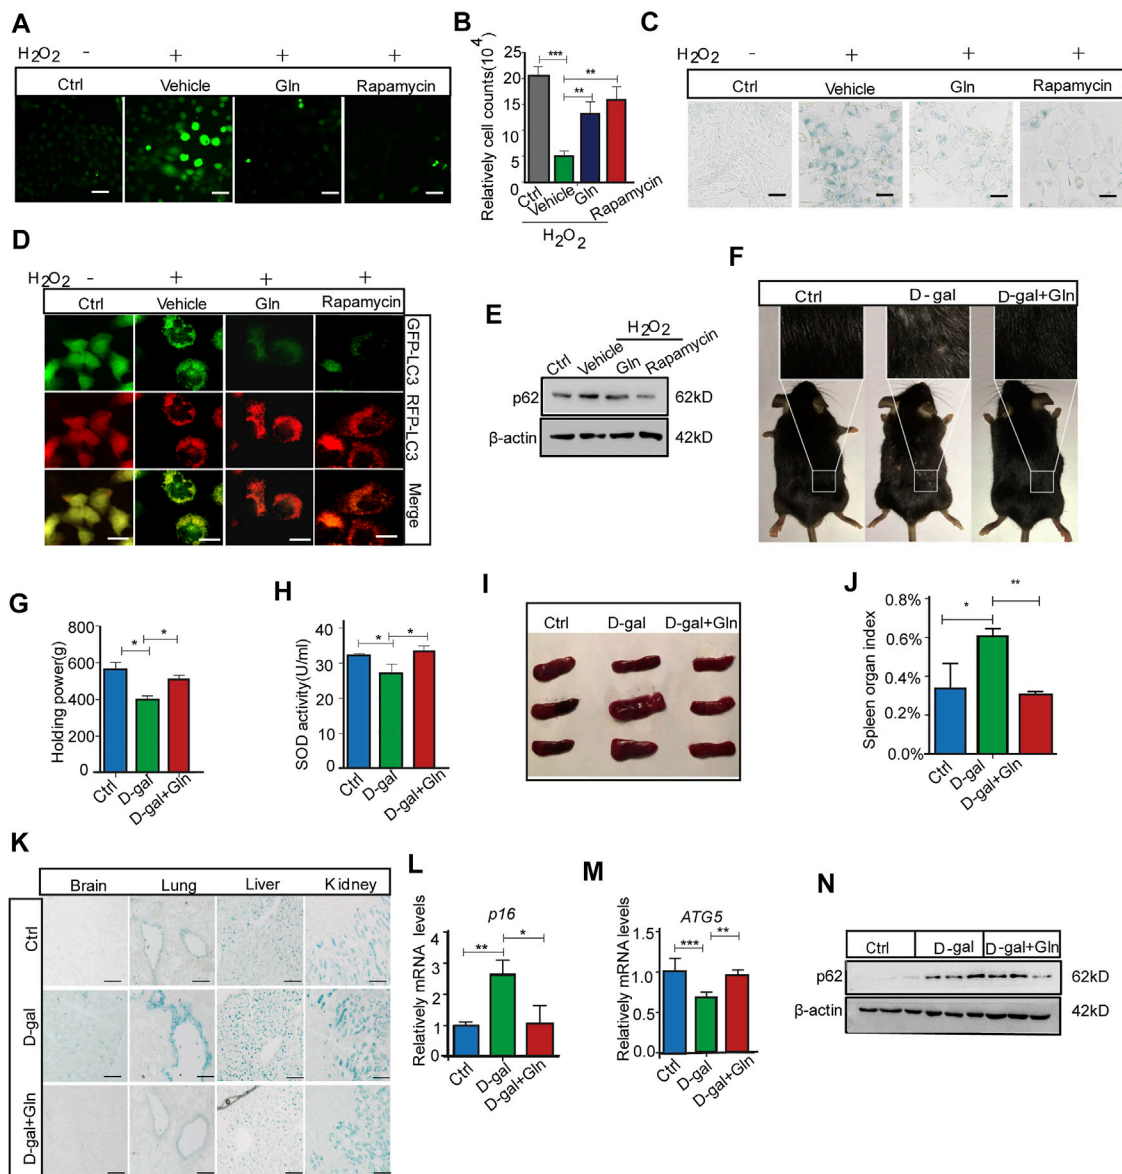 A
H2O2 - + + +
Ctrl Vehicle Gln Rapamycin
B
Relatively cell counts(10^4)
25
20
15
10
5
0
*** ** **
Ctrl Vehicle Gln Rapamycin
H2O2
C
H2O2 - + + +
Ctrl Vehicle Gln Rapamycin
D
H2O2 - + + +
Ctrl Vehicle Gln Rapamycin
GFP-LC3
RFP-LC3
Merge
E
H2O2
Ctrl Vehicle Gln Rapamycin
p62 62kD
β-actin 42kD
F
Ctrl D-gal D-gal+Gln
G
Holding power(g)
800
600
400
200
0
* *
Ctrl D-gal D-gal+Gln
H
SOD activity(U/ml)
40
30
20
10
0
* *
Ctrl D-gal D-gal+Gln
I
Ctrl D-gal D-gal+Gln
J
Spleen organ index
0.8%
0.6%
0.4%
0.2%
0.0%
* **
Ctrl D-gal D-gal+Gln
K
Brain Lung Liver Kidney
Ctrl
D-gal
D-gal+Gln
L
p16
Relatively mRNA levels
4
3
2
1
0
** *
Ctrl D-gal D-gal+Gln
M
ATG5
Relatively mRNA levels
1.5
1.0
0.5
0.0
*** **
Ctrl D-gal D-gal+Gln
N
Ctrl D-gal D-gal+Gln
p62 62kD
β-actin 42kD